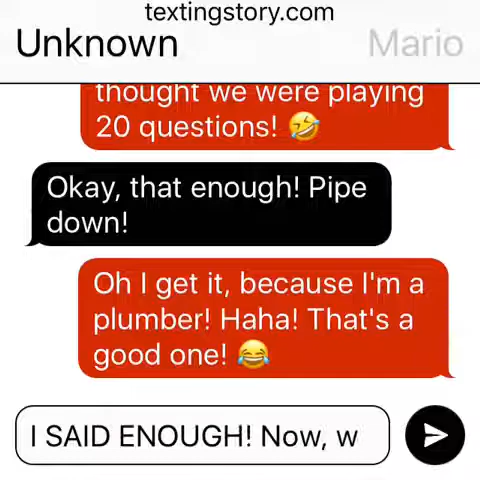 textingstory.com
Unknown Mario
thought we were playing
20 questions! 🤣
Okay, that enough! Pipe
down!
Oh I get it, because I'm a
plumber! Haha! That's a
good one! 😂
I SAID ENOUGH! Now, w